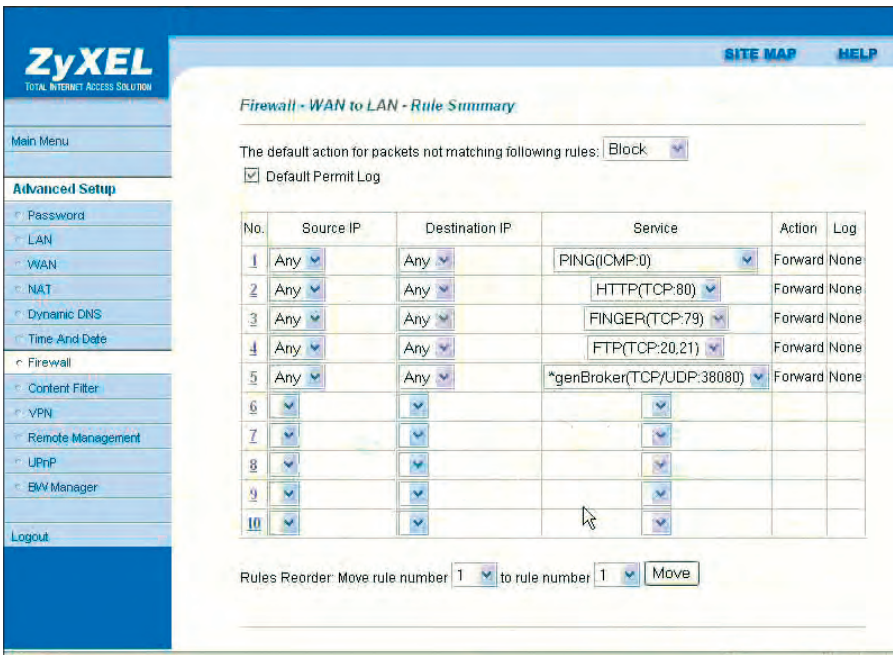 SITE MAP HELP
ZyXEL
TOTAL INTERNET ACCESS SOLUTION
Main Menu
Advanced Setup
Password
LAN
WAN
NAT
Dynamic DNS
Time And Date
Firewall
Content Filter
VPN
Remote Management
UPnP
BW Manager
Logout
Firewall - WAN to LAN - Rule Summary
The default action for packets not matching following rules: Block
Default Permit Log
No. Source IP Destination IP Service Action Log
1 Any Any PING(ICMP:0) Forward None
2 Any Any HTTP(TCP:80) Forward None
3 Any Any FINGER(TCP:79) Forward None
4 Any Any FTP(TCP:20,21) Forward None
5 Any Any *genBroker(TCP/UDP:38080) Forward None
6
7
8
9
10
Rules Reorder: Move rule number 1 to rule number 1 Move